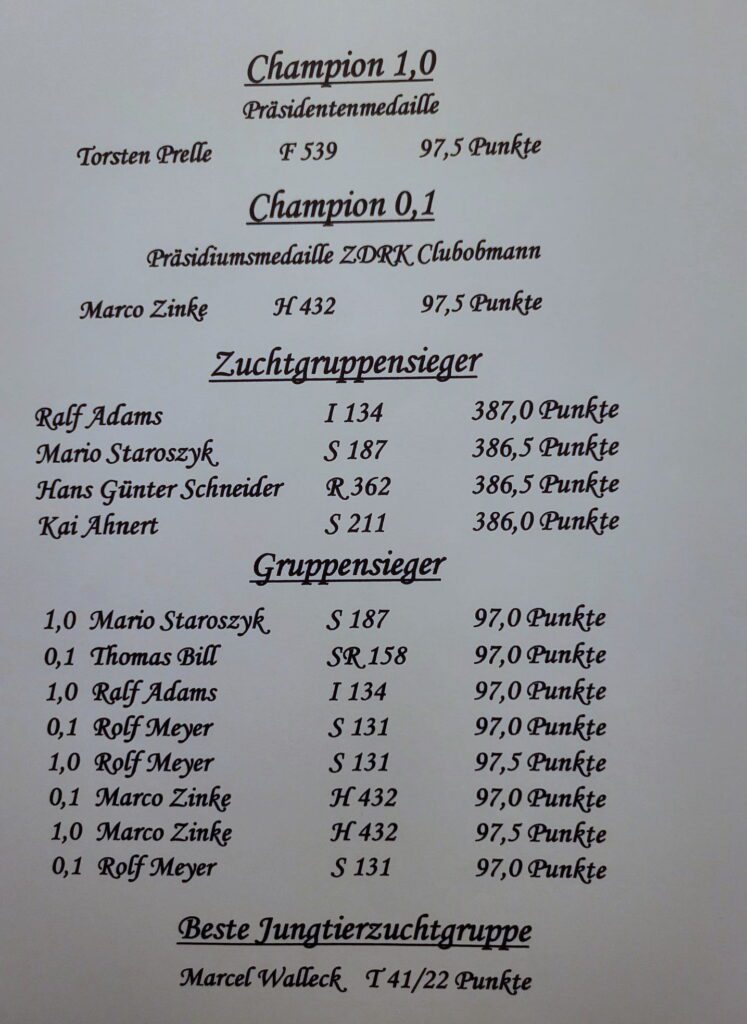 Champion 1,0
Präsidentenmedaille
Torsten Prelle F 539 97,5 Punkte
Champion 0,1
Präsidiumsmedaille ZDRK Clubobmann
Marco Zinke H 432 97,5 Punkte
Zuchtgruppensieger
Ralf Adams I 134 387,0 Punkte
Mario Staroszyk S 187 386,5 Punkte
Hans Günter Schneider R 362 386,5 Punkte
Kai Ahnert S 211 386,0 Punkte
Gruppensieger
1,0 Mario Staroszyk S 187 97,0 Punkte
0,1 Thomas Bill SR 158 97,0 Punkte
1,0 Ralf Adams I 134 97,0 Punkte
0,1 Rolf Meyer S 131 97,0 Punkte
1,0 Rolf Meyer S 131 97,5 Punkte
0,1 Marco Zinke H 432 97,0 Punkte
1,0 Marco Zinke H 432 97,5 Punkte
0,1 Rolf Meyer S 131 97,0 Punkte
Beste Jungtierzuchtgruppe
Marcel Walleck T 41/22 Punkte